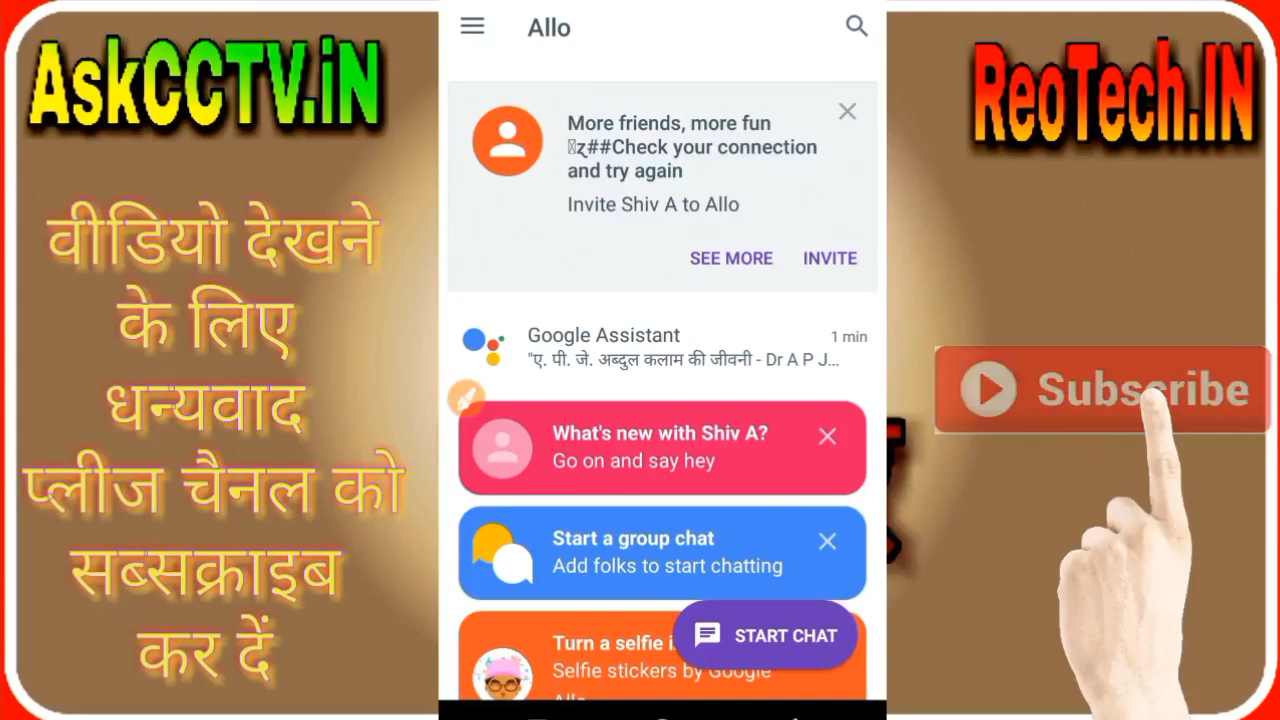 AskCCTV.iN
वीडियो देखने
के लिए
धन्यवाद
प्लीज चैनल को
सब्सक्राइब
कर दें
Allo
More friends, more fun
##Check your connection
and try again
Invite Shiv A to Allo
SEE MORE INVITE
Google Assistant 1 min
"ए. पी. जे. अब्दुल कलाम की जीवनी - Dr A P J...
What's new with Shiv A?
Go on and say hey
Start a group chat
Add folks to start chatting
Turn a selfie i
START CHAT
Selfie stickers by Google
Allo
ReoTech.IN
Subscribe